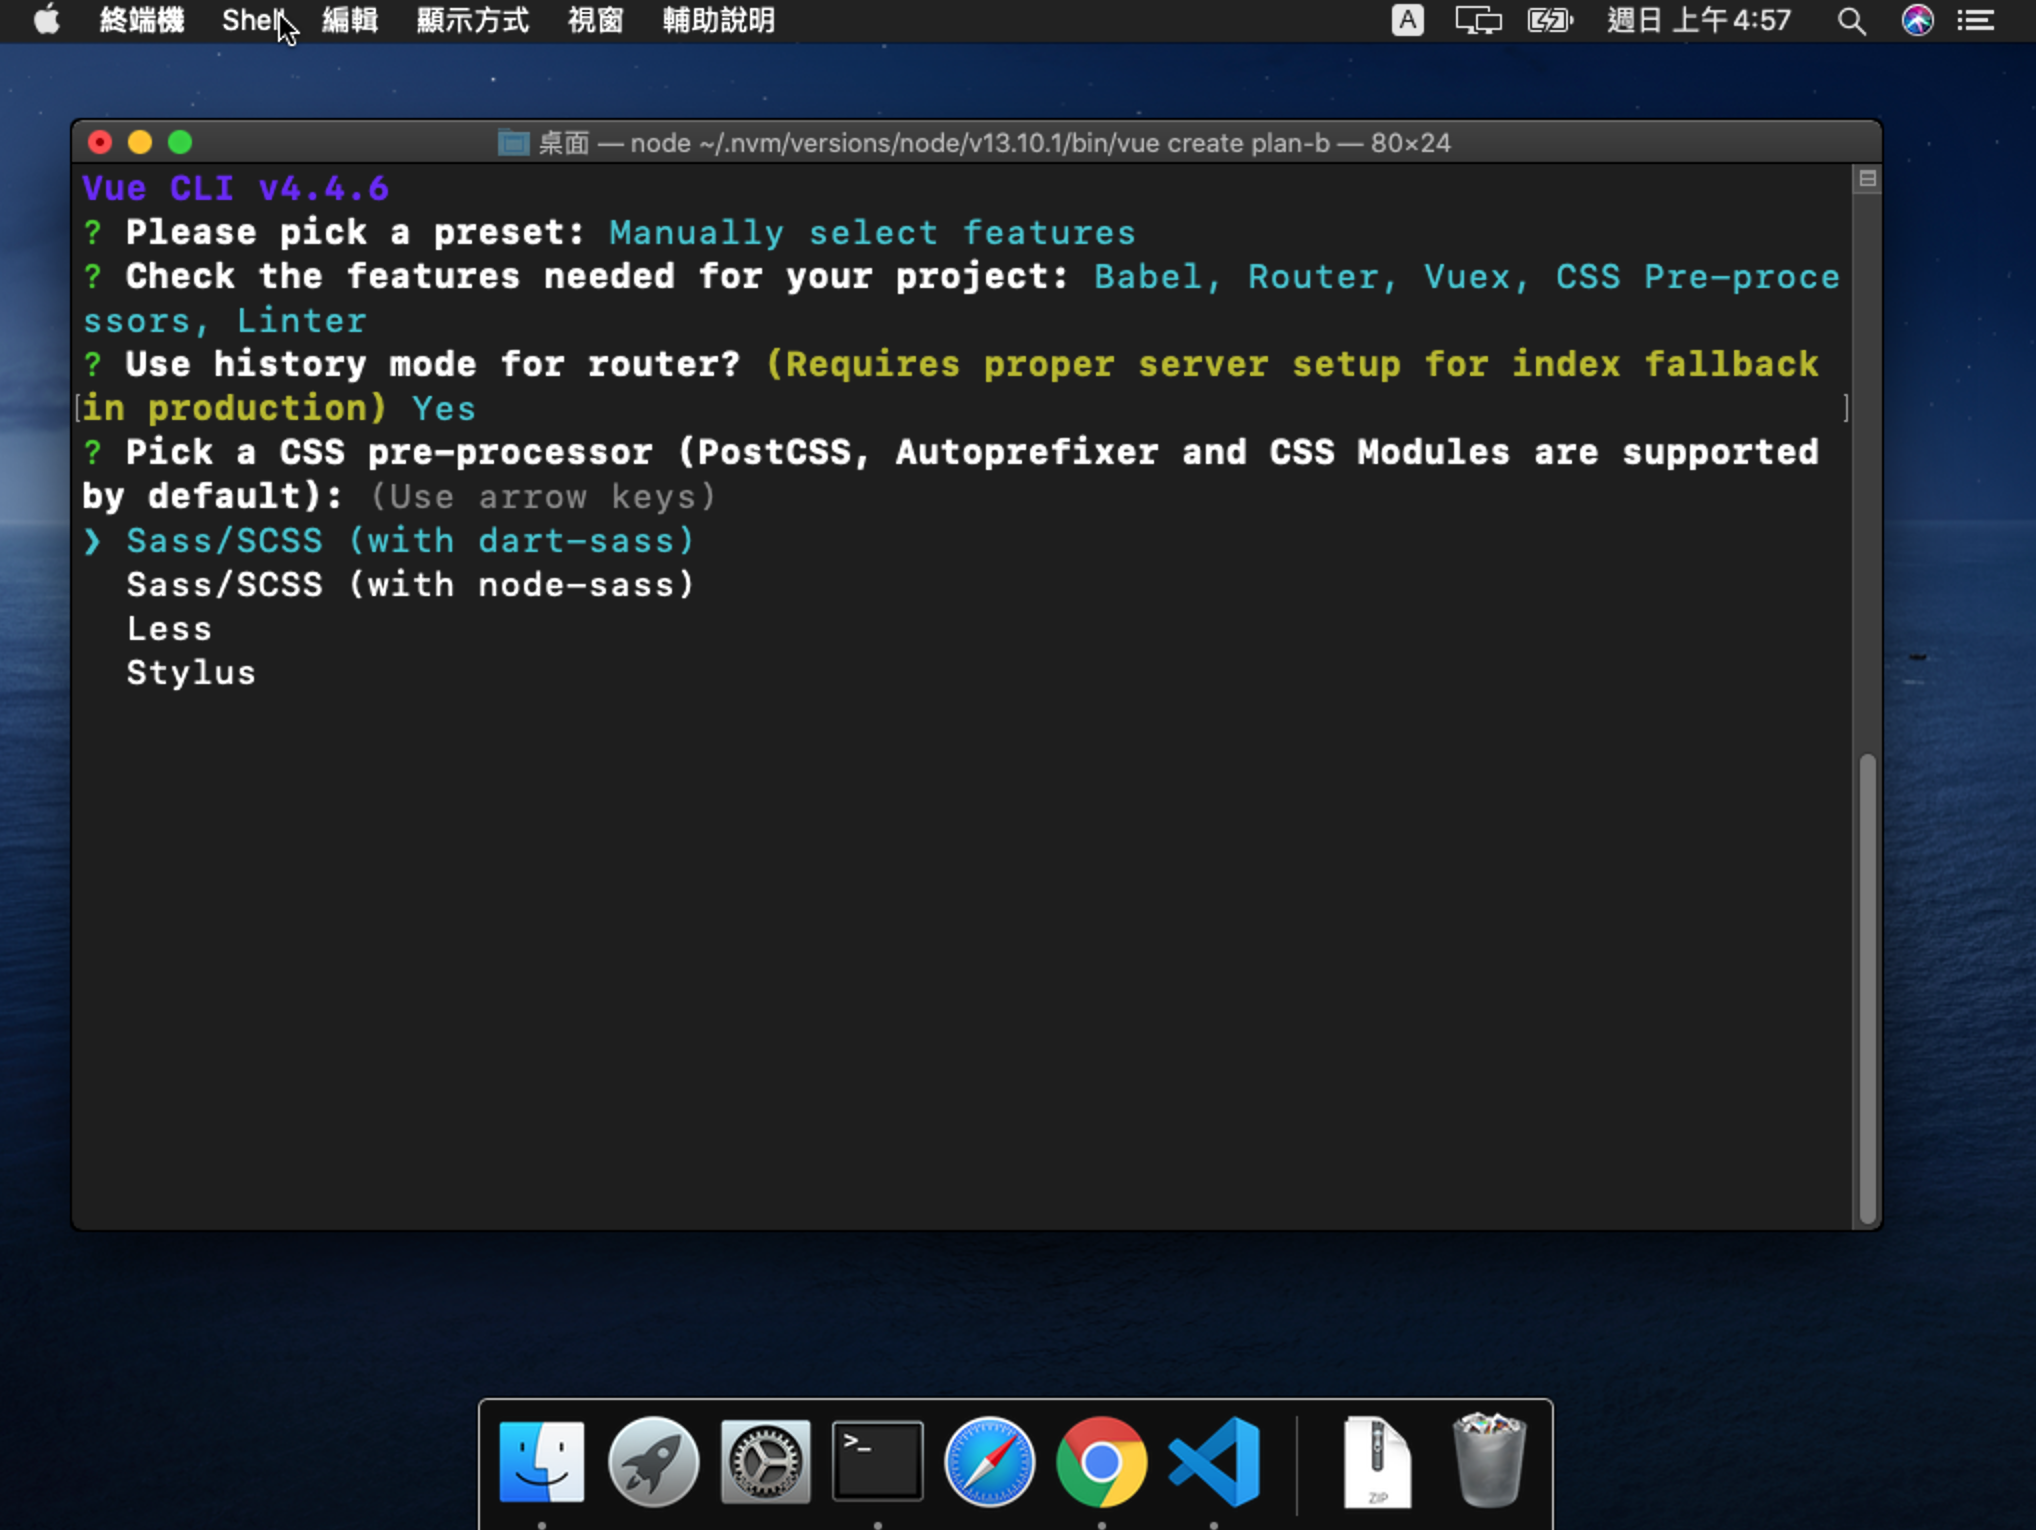 終端機 Shell 編輯 顯示方式 視窗 輔助說明 A 週日 上午4:57
桌面 — node ~/.nvm/versions/node/v13.10.1/bin/vue create plan-b — 80×24
Vue CLI v4.4.6
? Please pick a preset: Manually select features
? Check the features needed for your project: Babel, Router, Vuex, CSS Pre-proce
ssors, Linter
? Use history mode for router? (Requires proper server setup for index fallback
[in production) Yes ]
? Pick a CSS pre-processor (PostCSS, Autoprefixer and CSS Modules are supported
by default): (Use arrow keys)
❯ Sass/SCSS (with dart-sass)
Sass/SCSS (with node-sass)
Less
Stylus
>_
ZIP